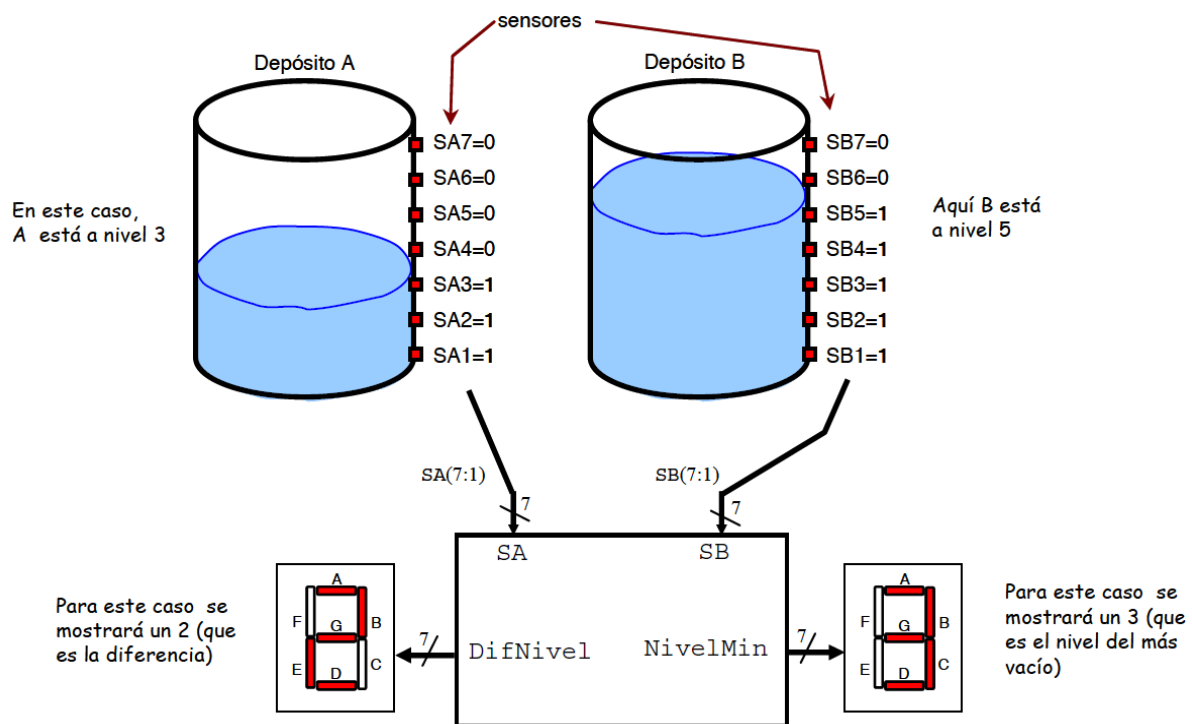 sensores
Depósito A
Depósito B
SA7=0
SA6=0
SA5=0
SA4=0
SA3=1
SA2=1
SA1=1
SB7=0
SB6=0
SB5=1
SB4=1
SB3=1
SB2=1
SB1=1
En este caso,
A está a nivel 3
Aquí B está
a nivel 5
SA(7:1)
SB(7:1)
7
7
SA
SB
DifNivel
NivelMin
7
7
Para este caso se
mostrará un 2 (que
es la diferencia)
A
F
B
G
E
C
D
A
F
B
G
E
C
D
Para este caso se
mostrará un 3 (que
es el nivel del más
vacío)